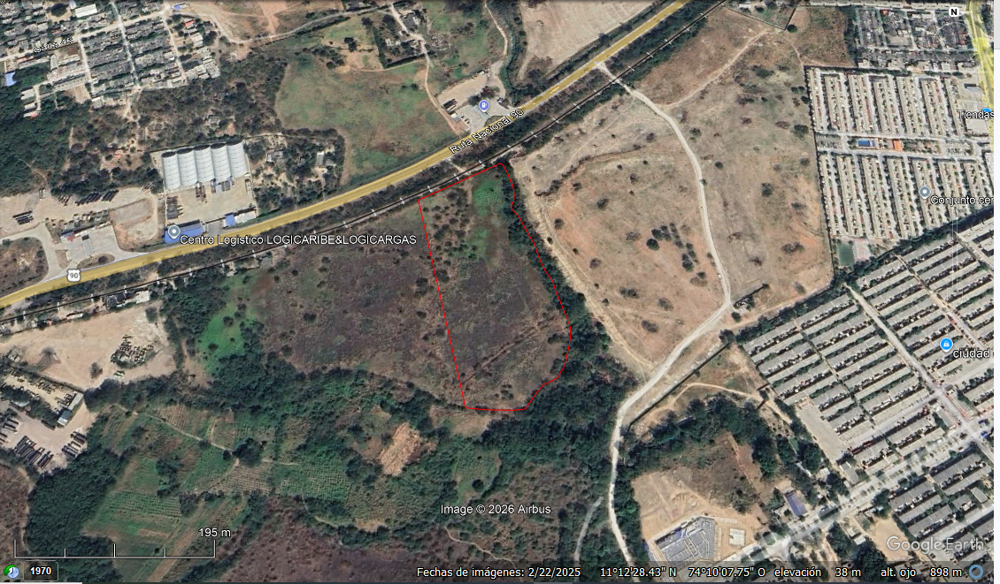 N
Tiendas
Ruta Nacional 90
Conjunto cer
Centro Logístico LOGICARIBE&LOGICARGAS
90
ciudad
Image © 2026 Airbus
195 m
Google Earth
1970
Fechas de imágenes: 2/22/2025 11°12'28.43" N 74°10'07.75" O elevación 38 m alt. ojo 898 m